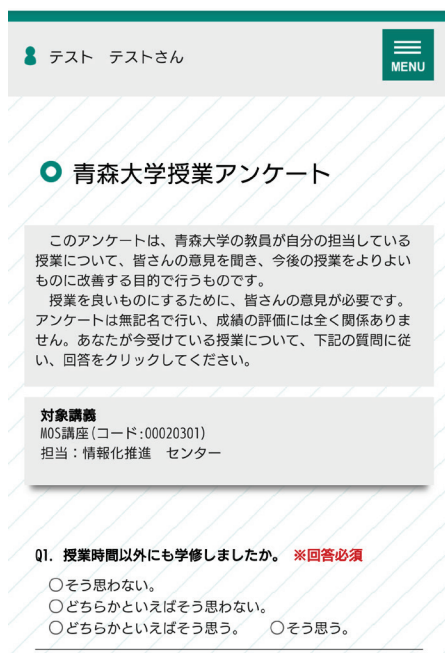 テスト　テストさん
MENU
青森大学授業アンケート
　このアンケートは、青森大学の教員が自分の担当している
授業について、皆さんの意見を聞き、今後の授業をよりよい
ものに改善する目的で行うものです。
　授業を良いものにするために、皆さんの意見が必要です。
アンケートは無記名で行い、成績の評価には全く関係ありま
せん。あなたが今受けている授業について、下記の質問に従
い、回答をクリックしてください。
対象講義
MOS講座(コード:00020301)
担当：情報化推進　センター
Q1. 授業時間以外にも学修しましたか。 ※回答必須
○そう思わない。
○どちらかといえばそう思わない。
○どちらかといえばそう思う。　○そう思う。